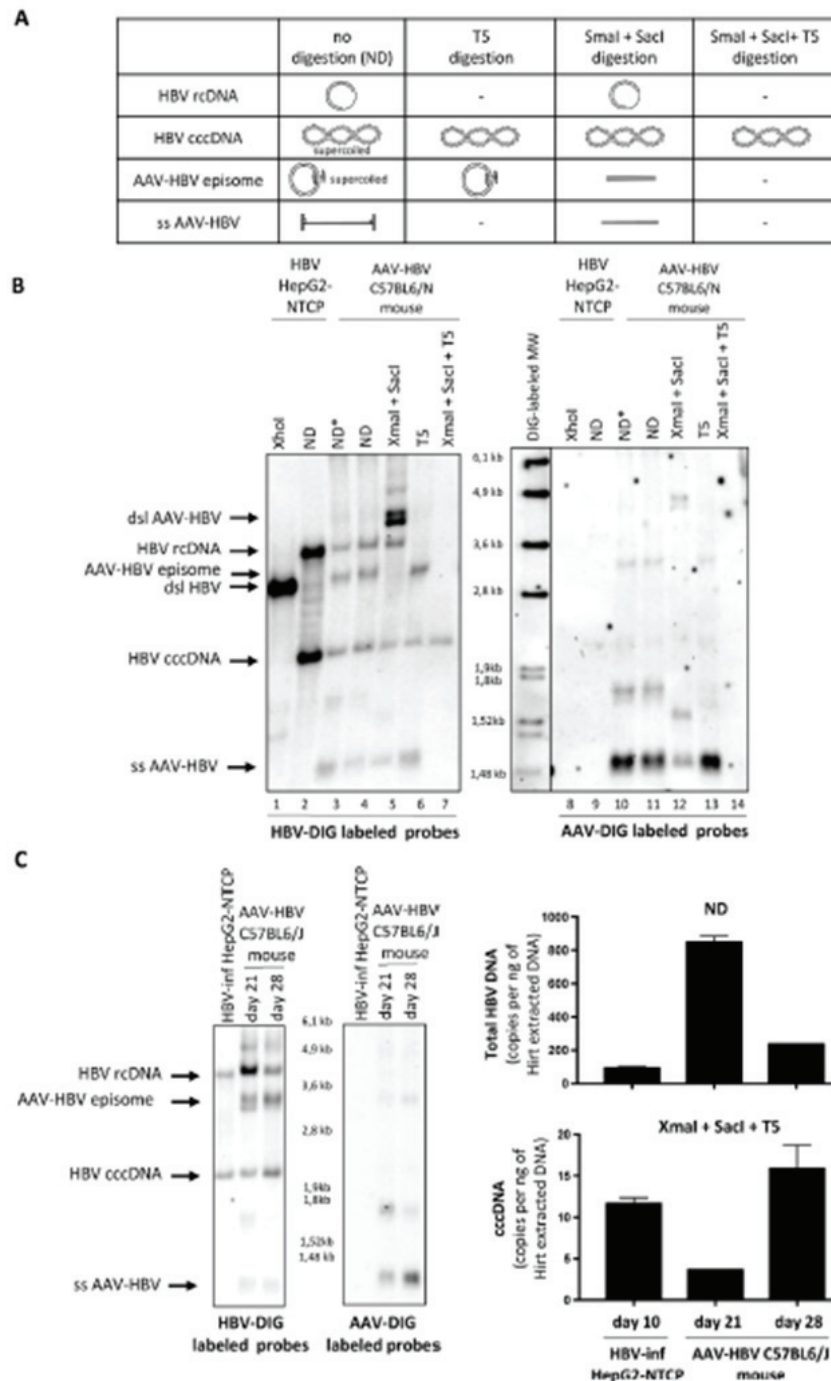 A
no digestion (ND)
T5 digestion
SmaI + SacI digestion
SmaI + SacI+ T5 digestion
HBV rcDNA
-
-
HBV cccDNA
supercoiled
AAV-HBV episome
supercoiled
-
ss AAV-HBV
-
-
B
HBV HepG2-NTCP
AAV-HBV C57BL6/N mouse
XhoI
ND
ND*
ND
XmaI + SacI
T5
XmaI + SacI + T5
DIG-labeled MW
HBV HepG2-NTCP
AAV-HBV C57BL6/N mouse
XhoI
ND
ND*
ND
XmaI + SacI
T5
XmaI + SacI + T5
dsl AAV-HBV
HBV rcDNA
AAV-HBV episome
dsl HBV
HBV cccDNA
ss AAV-HBV
6,1 kb
4,9 kb
3,6 kb
2,8 kb
1,9kb
1,8kb
1,52kb
1,48 kb
1 2 3 4 5 6 7
8 9 10 11 12 13 14
HBV-DIG labeled probes
AAV-DIG labeled probes
C
HBV-inf HepG2-NTCP
AAV-HBV C57BL6/J mouse
day 21
day 28
HBV-inf HepG2-NTCP
AAV-HBV C57BL6/J mouse
day 21
day 28
HBV rcDNA
AAV-HBV episome
HBV cccDNA
ss AAV-HBV
6,1 kb
4,9 kb
3,6 kb
2,8 kb
1,9kb
1,8kb
1,52kb
1,48 kb
HBV-DIG labeled probes
AAV-DIG labeled probes
ND
Total HBV DNA
(copies per ng of Hirt extracted DNA)
1000
800
600
400
200
0
XmaI + SacI + T5
cccDNA
(copies per ng of Hirt extracted DNA)
20
15
10
5
0
day 10
day 21
day 28
HBV-inf HepG2-NTCP
AAV-HBV C57BL6/J mouse